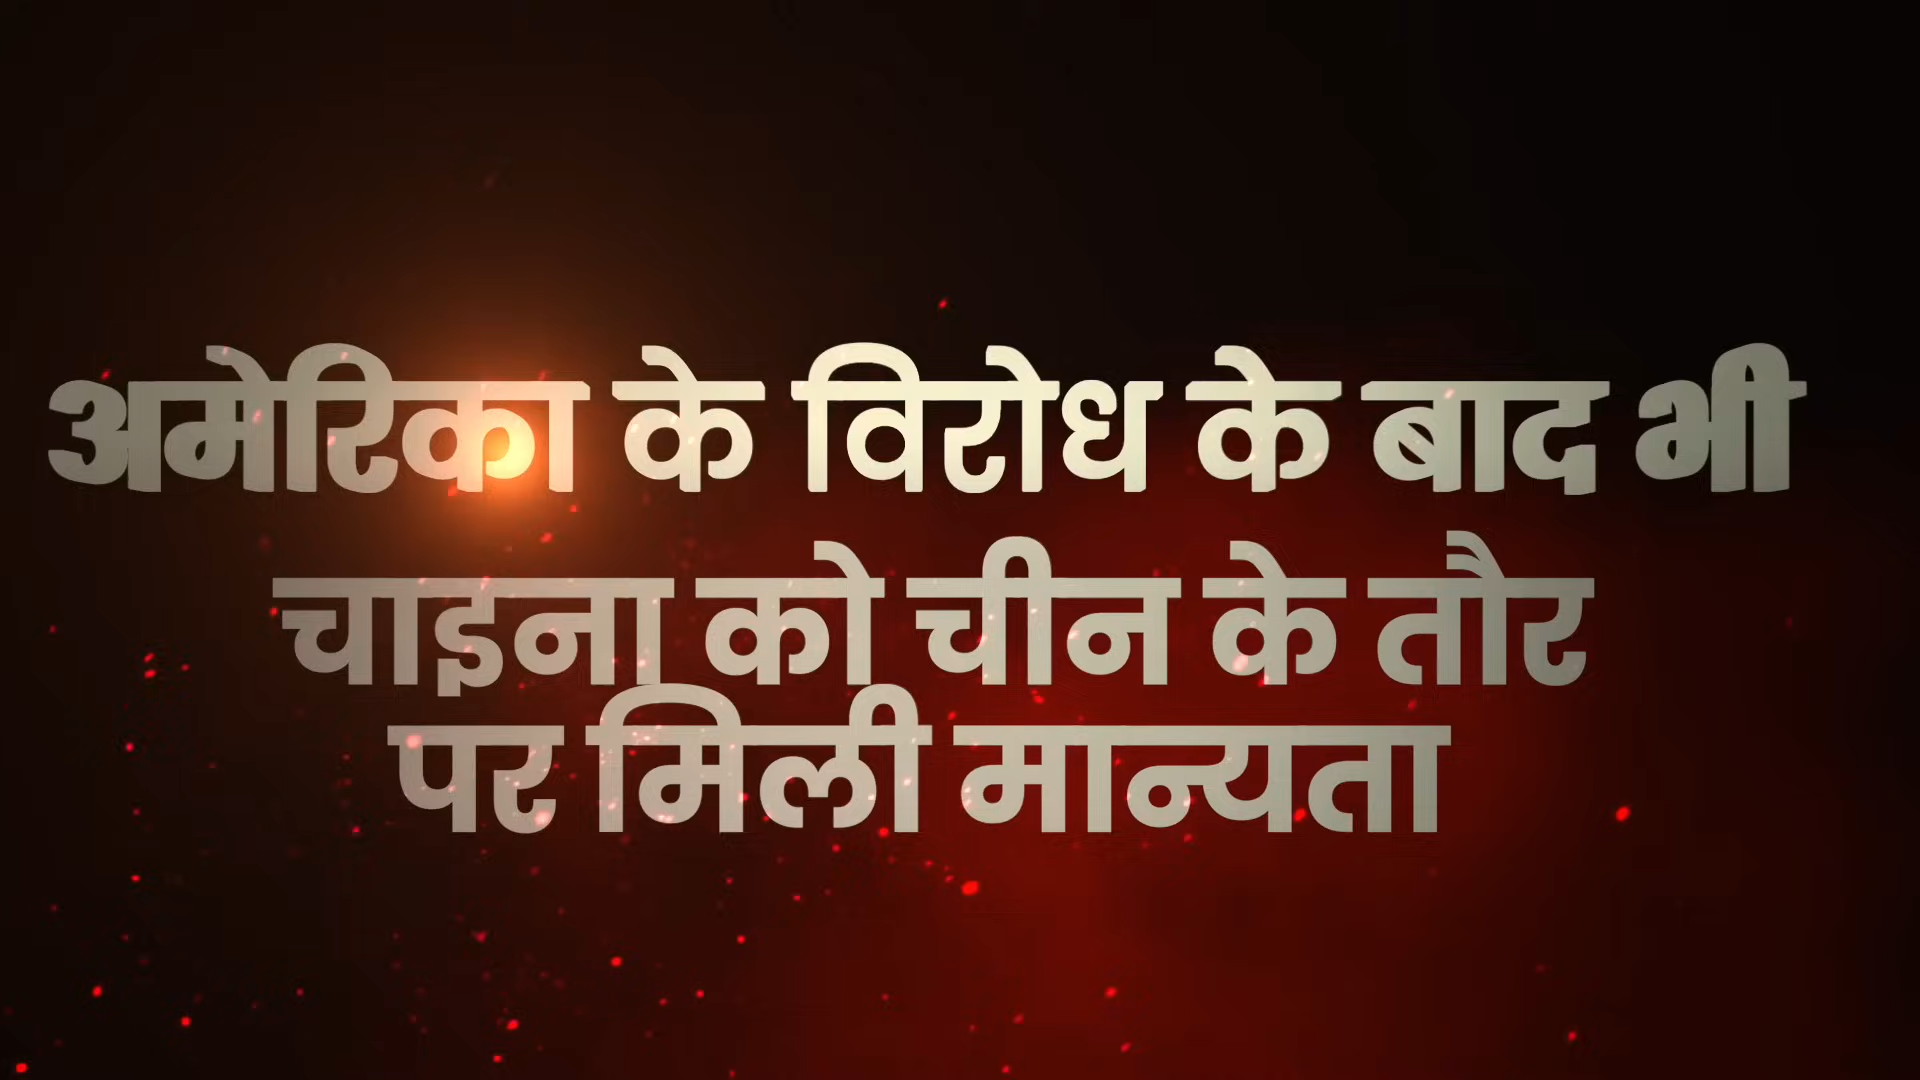 अमेरिका के विरोध के बाद भी
चाइना को चीन के तौर
पर मिली मान्यता